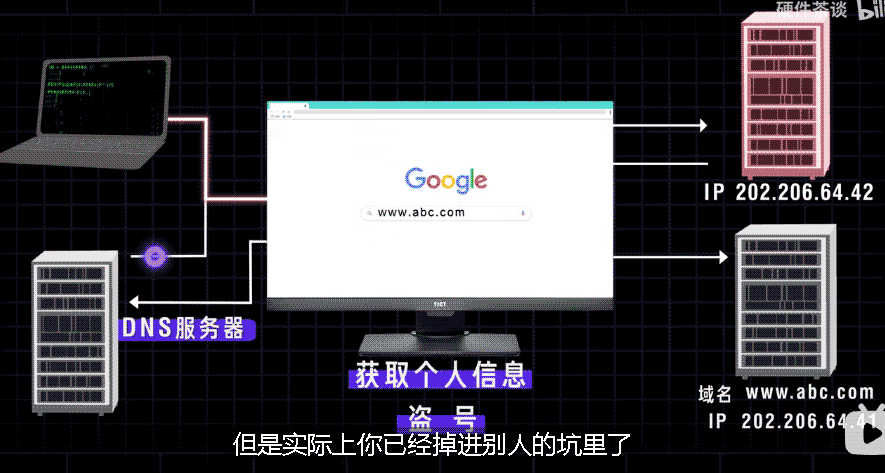 硬件茶谈
bili
Google
www.abc.com
IP 202.206.64.42
DNS服务器
TICT
获取个人信息
盗号
域名 www.abc.com
IP 202.206.64.41
但是实际上你已经掉进别人的坑里了